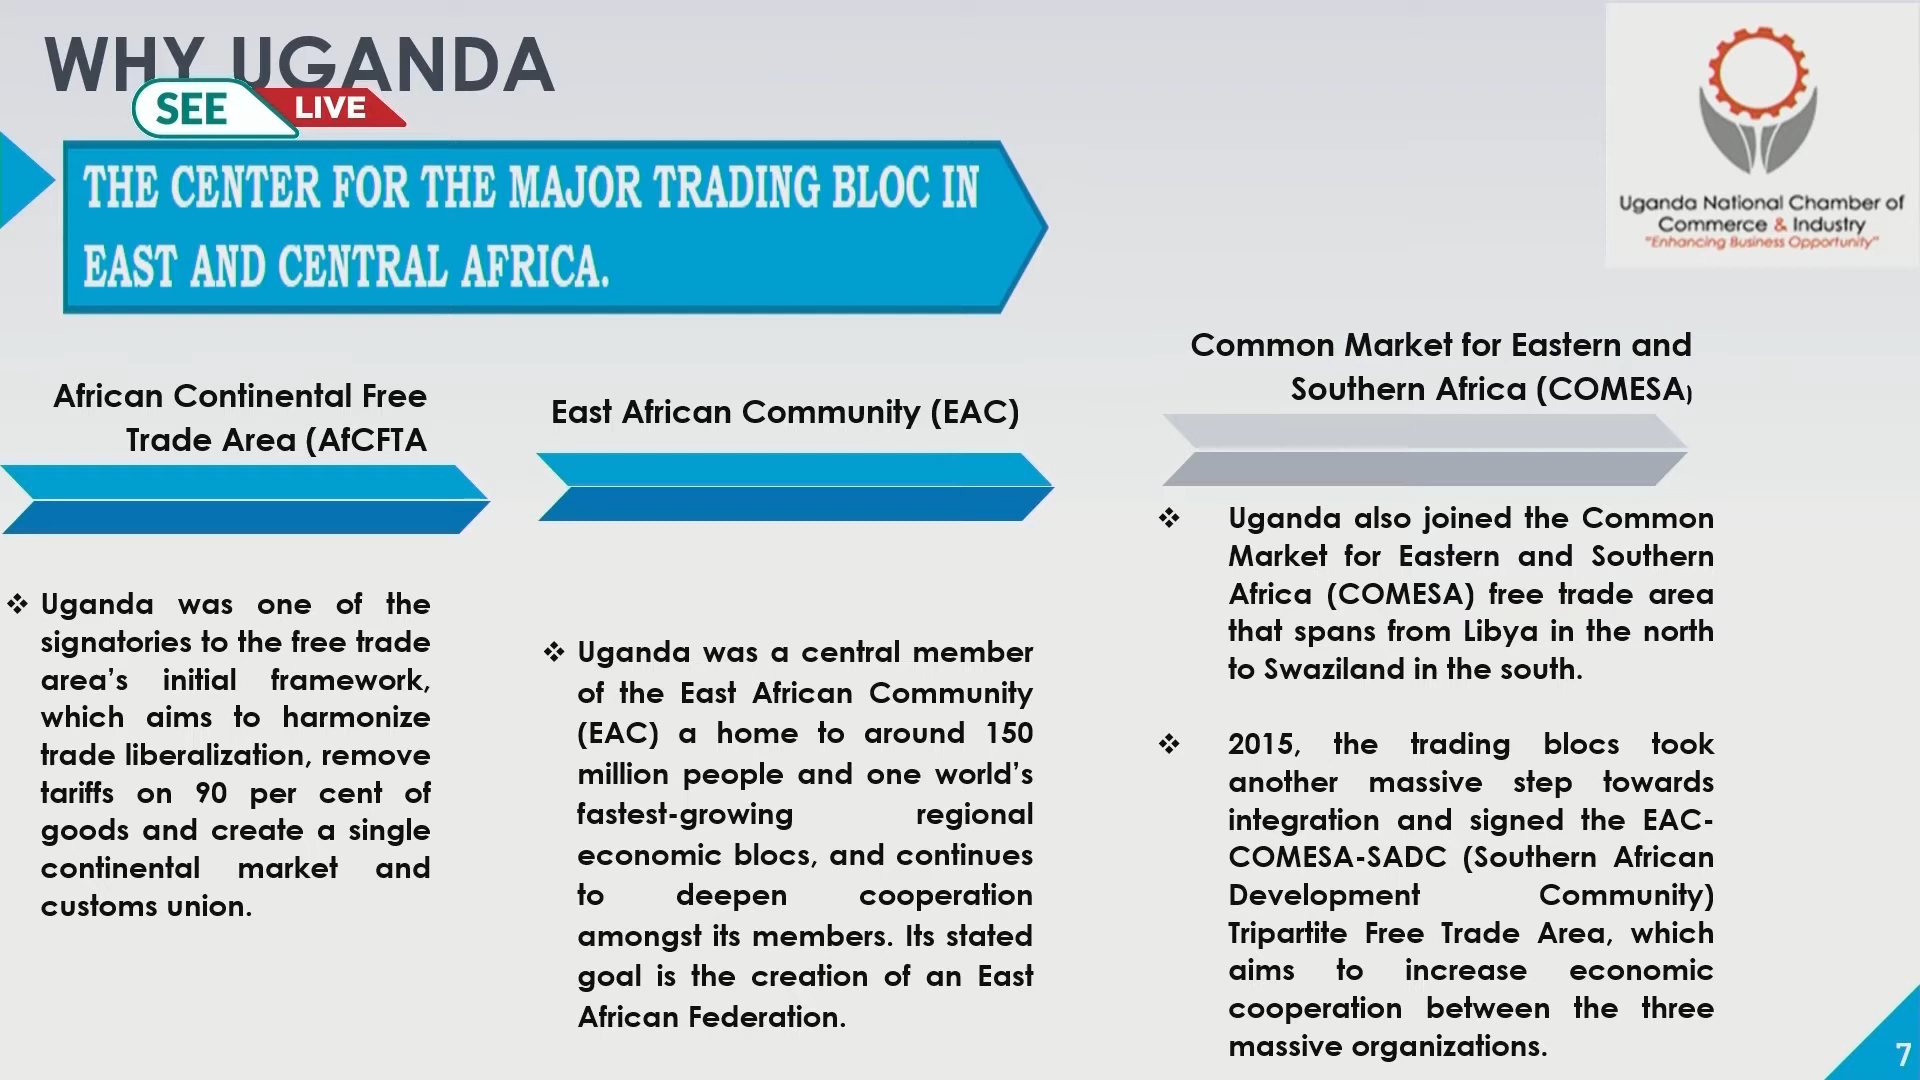 WHY UGANDA
SEE LIVE
THE CENTER FOR THE MAJOR TRADING BLOC IN
EAST AND CENTRAL AFRICA.
Uganda National Chamber of
Commerce & Industry
"Enhancing Business Opportunity"
African Continental Free
Trade Area (AfCFTA
❖ Uganda was one of the
signatories to the free trade
area’s initial framework,
which aims to harmonize
trade liberalization, remove
tariffs on 90 per cent of
goods and create a single
continental market and
customs union.
East African Community (EAC)
❖ Uganda was a central member
of the East African Community
(EAC) a home to around 150
million people and one world’s
fastest-growing regional
economic blocs, and continues
to deepen cooperation
amongst its members. Its stated
goal is the creation of an East
African Federation.
Common Market for Eastern and
Southern Africa (COMESA)
❖ Uganda also joined the Common
Market for Eastern and Southern
Africa (COMESA) free trade area
that spans from Libya in the north
to Swaziland in the south.
❖ 2015, the trading blocs took
another massive step towards
integration and signed the EAC-
COMESA-SADC (Southern African
Development Community)
Tripartite Free Trade Area, which
aims to increase economic
cooperation between the three
massive organizations.
7